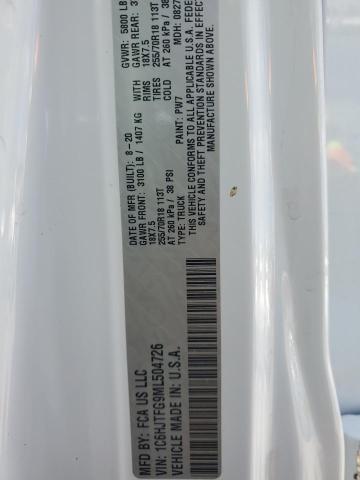 MFD BY: FCA US LLC
DATE OF MFR (BUILT): 8-20
GVWR: 5800 LB
GAWR FRONT: 3100 LB / 1407 KG WITH GAWR REAR: 3
18X7.5 RIMS 18X7.5
255/70R18 113T TIRES 255/70R18 113T
AT 260 kPa / 38 PSI COLD AT 260 kPa / 38
VIN: 1C6HJTFG9ML504726
TYPE: TRUCK
PAINT: PW7
MDH: 0827
VEHICLE MADE IN: U.S.A.
THIS VEHICLE CONFORMS TO ALL APPLICABLE U.S.A. FEDE
SAFETY AND THEFT PREVENTION STANDARDS IN EFFEC
MANUFACTURE SHOWN ABOVE.